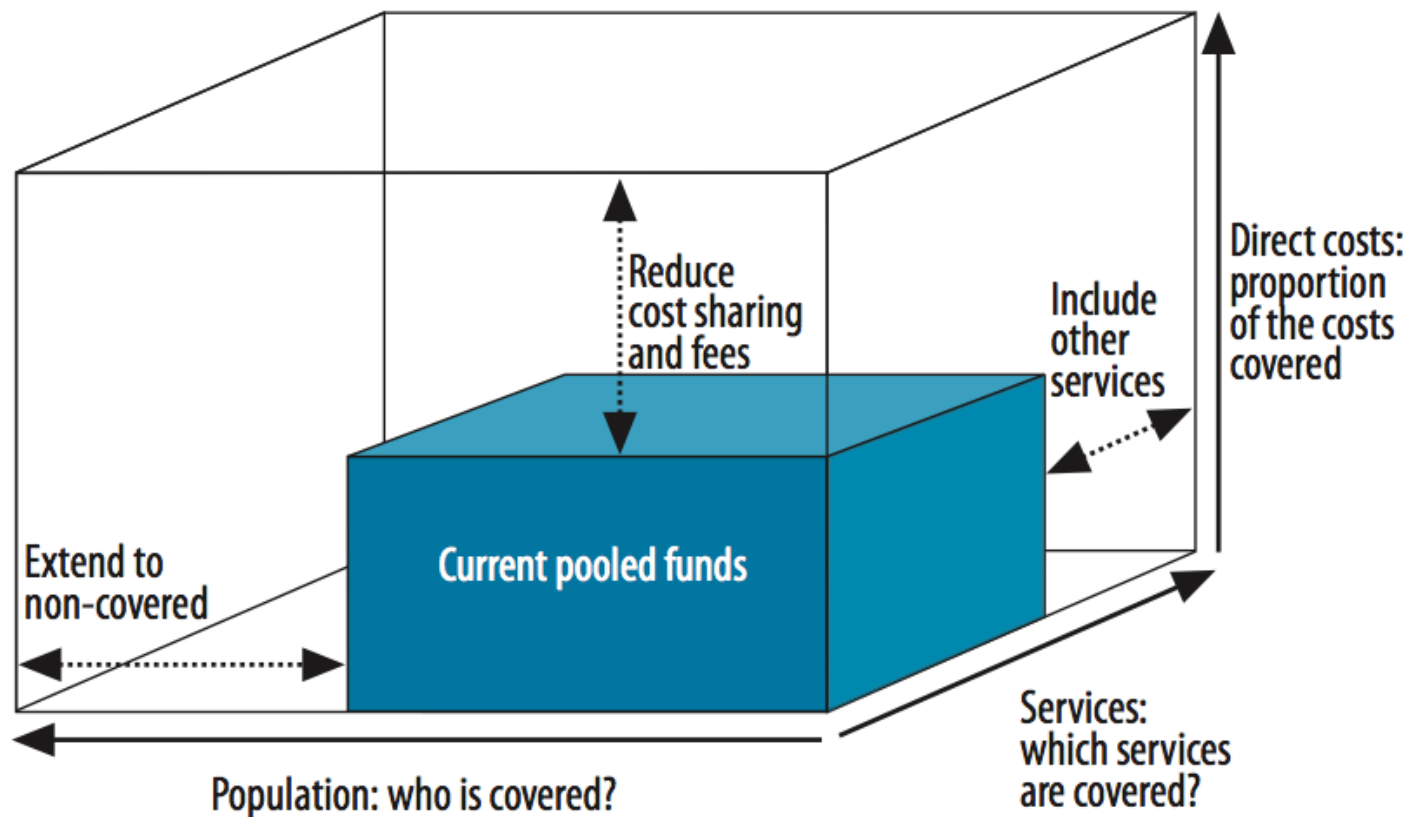 Reduce
cost sharing
and fees
Include
other
services
Direct costs:
proportion
of the costs
covered
Extend to
non-covered
Current pooled funds
Services:
which services
are covered?
Population: who is covered?